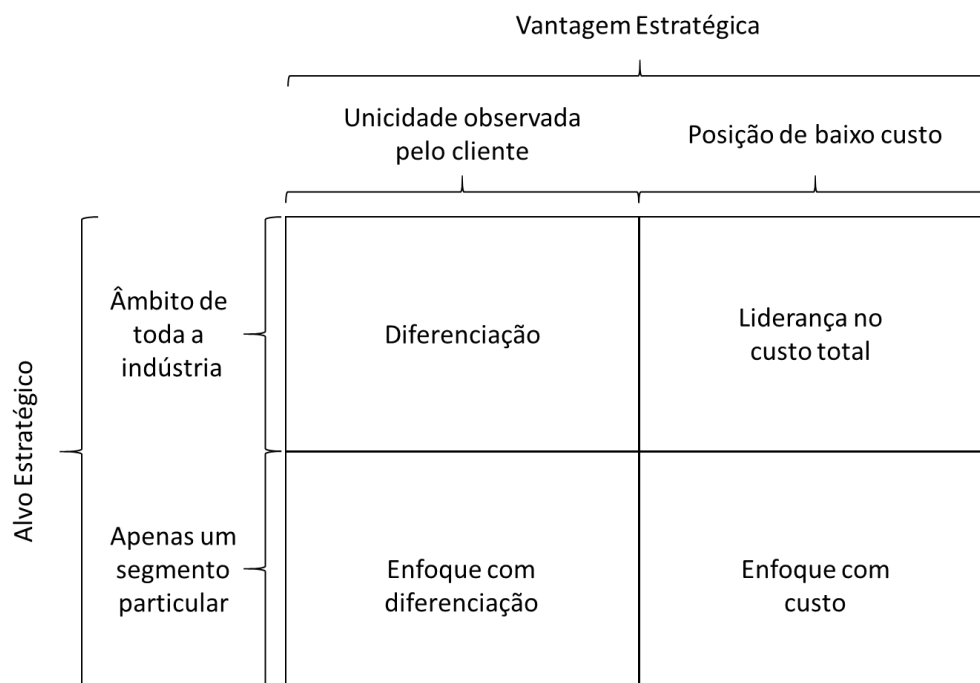 Vantagem Estratégica
Unicidade observada
pelo cliente
Posição de baixo custo
Alvo Estratégico
Âmbito de
toda a
indústria
Diferenciação
Liderança no
custo total
Apenas um
segmento
particular
Enfoque com
diferenciação
Enfoque com
custo